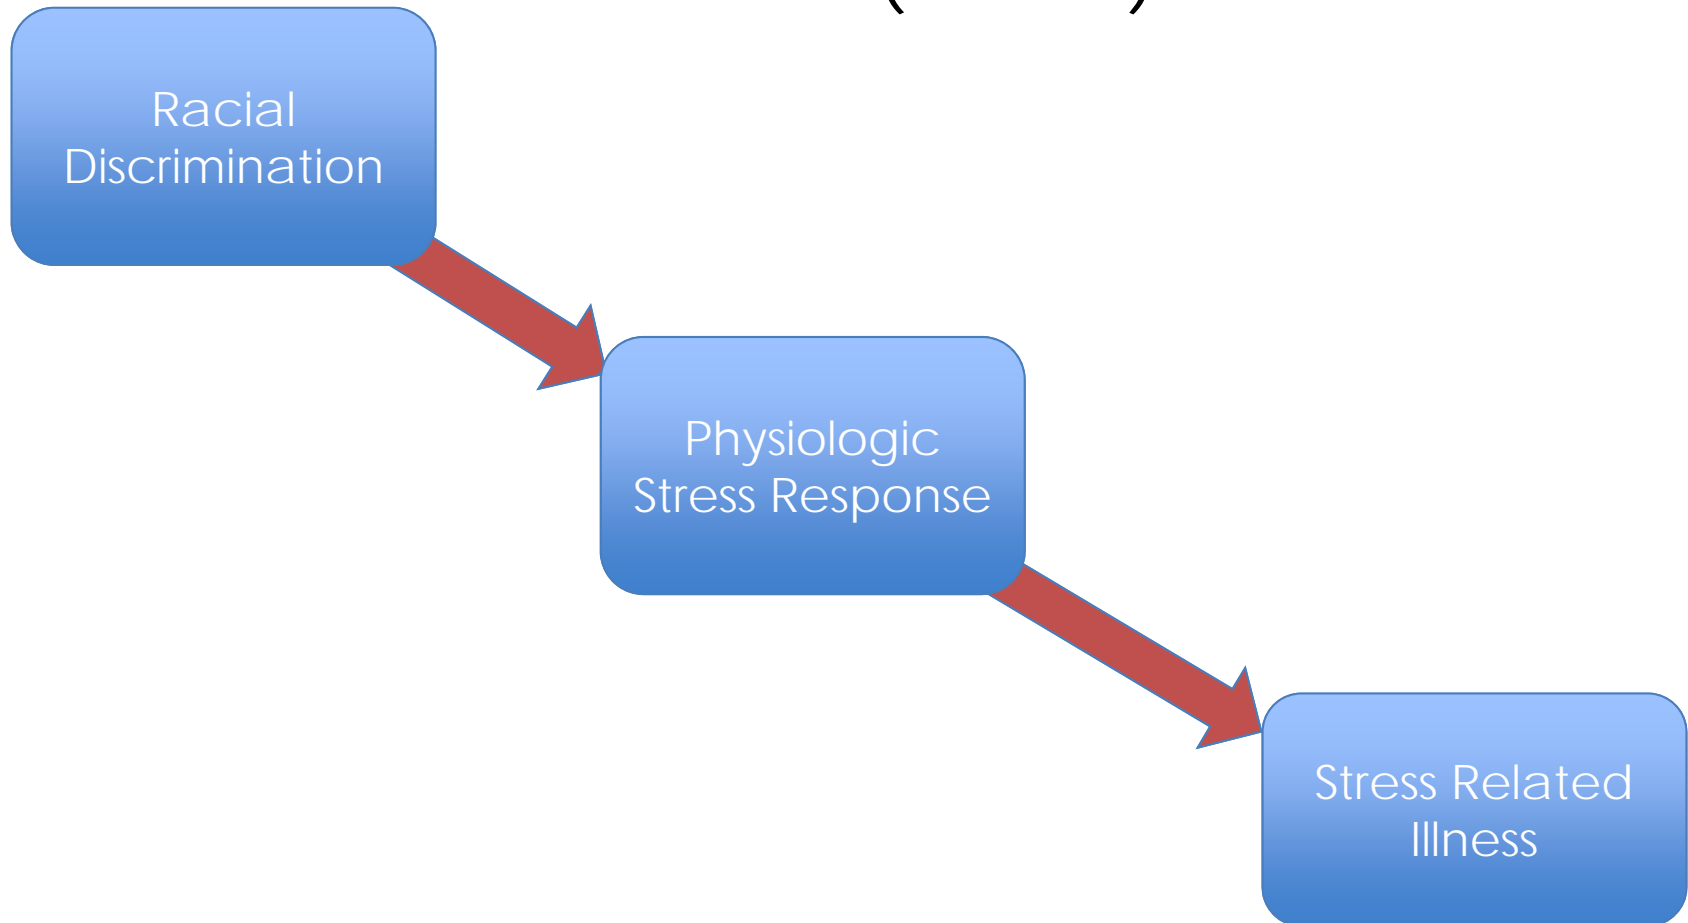 Racial
Discrimination
Physiologic
Stress Response
Stress Related
Illness